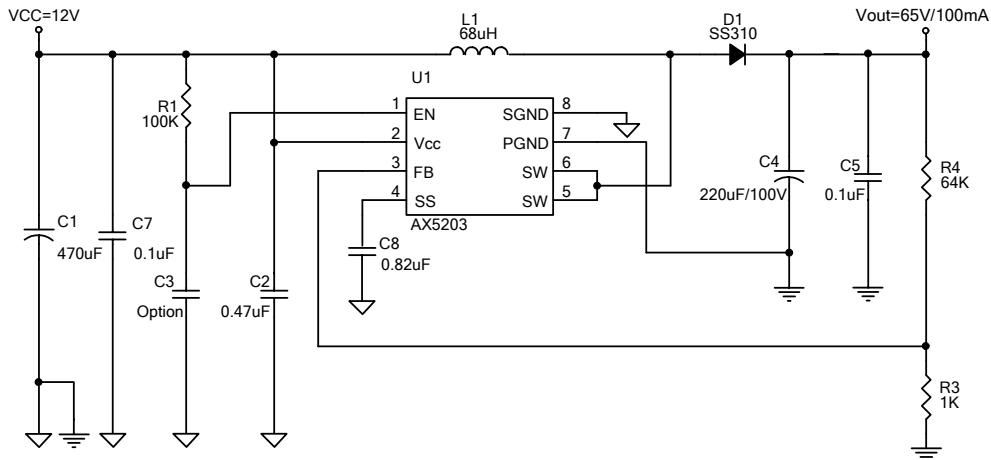 VCC=12V
L1
68uH
D1
SS310
Vout=65V/100mA
U1
R1
100K
1
EN
SGND
8
2
Vcc
PGND
7
3
FB
SW
6
4
SS
SW
5
AX5203
C4
220uF/100V
C5
0.1uF
R4
64K
C1
470uF
C7
0.1uF
C8
0.82uF
C3
Option
C2
0.47uF
R3
1K